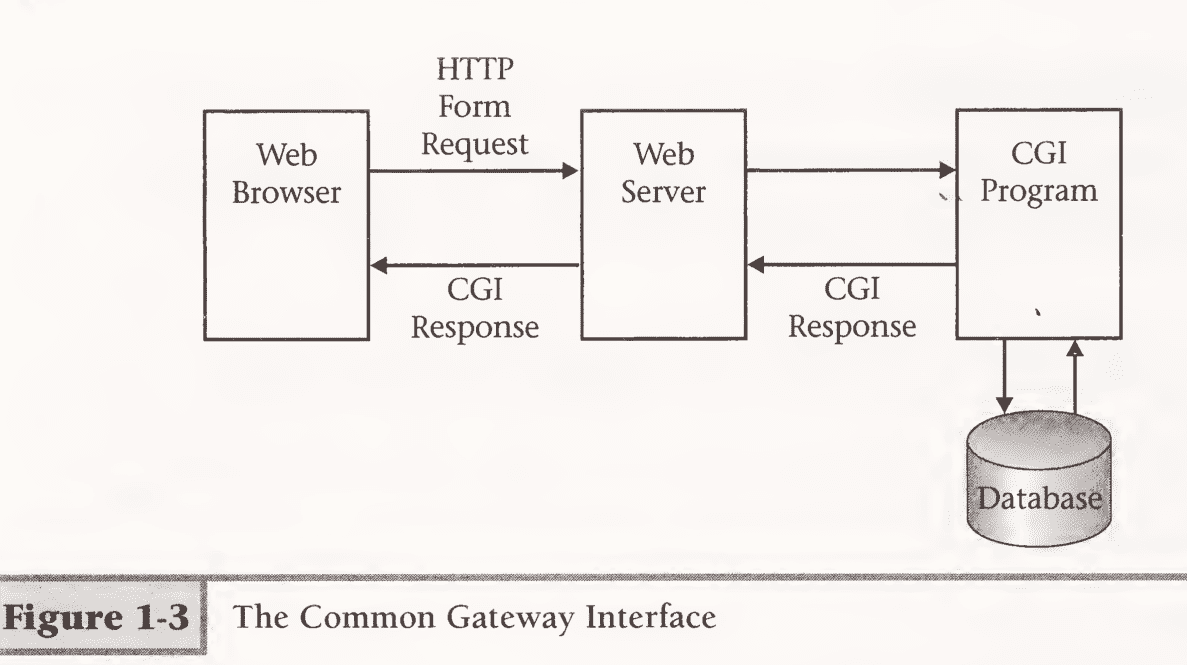 HTTP
Form
Request
Web
Browser
Web
Server
CGI
Program
CGI
Response
CGI
Response
Database
Figure 1-3 The Common Gateway Interface